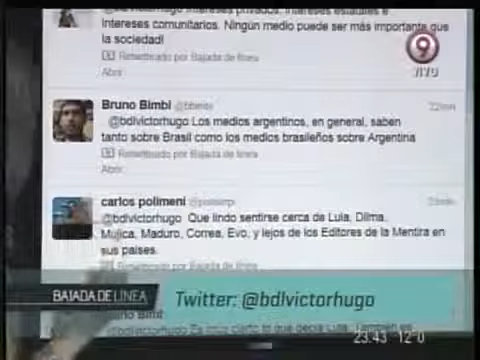 @bdlvictorhugo Intereses privados, intereses estatales e
intereses comunitarios. Ningún medio puede ser más importante que
la sociedad!
Retwitteado por Bajada de línea
Abrir
9
VIVO
Bruno Bimbi @bbimbi 22min
@bdlvictorhugo Los medios argentinos, en general, saben
tanto sobre Brasil como los medios brasileños sobre Argentina
Retwitteado por Bajada de línea
Abrir
carlos polimeni
@bdlvictorhugo Que lindo sentirse cerca de Lula, Dilma,
Mujica, Maduro, Correa, Evo, y lejos de los Editores de la Mentira en
sus países.
Retwitteado por Bajada de línea
BAJADA DE LÍNEA
Twitter: @bdlvictorhugo
Bimbi
@bdlvictorhugo Es muy cierto lo que decía Lula. También es
23:43 12°0